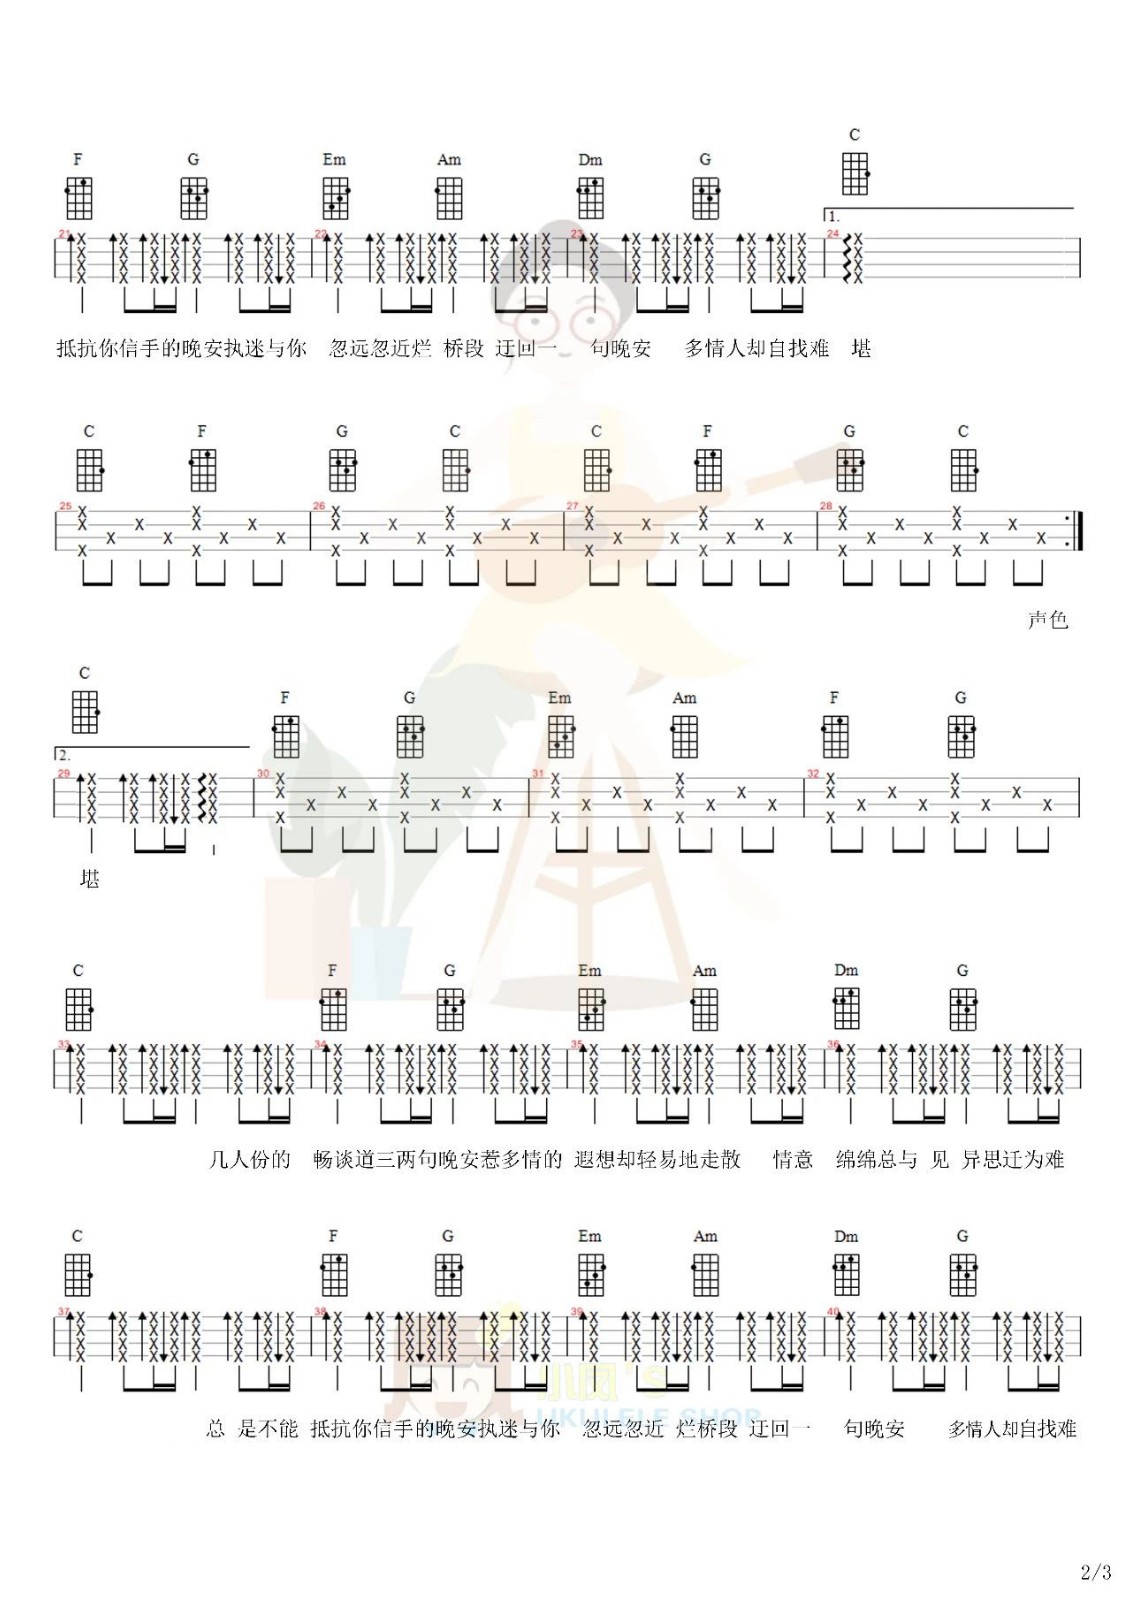 C
F G Em Am Dm G
1.
21 22 23 24
抵抗你信手的晚安执迷与你 忽远忽近烂 桥段 迂回一 句晚安 多情人却自找难 堪
C F G C C F G C
25 26 27 28
声色
C
F G Em Am F G
2.
29 30 31 32
堪
C F G Em Am Dm G
33 34 35 36
几人份的 畅谈道三两句晚安惹多情的 遐想却轻易地走散 情意 绵绵总与 见 异思迁为难
C F G Em Am Dm G
37 38 39 40
小冈's
UKULELE SHOP
总 是不能 抵抗你信手的晚安执迷与你 忽远忽近 烂桥段 迂回一 句晚安 多情人却自找难
2/3